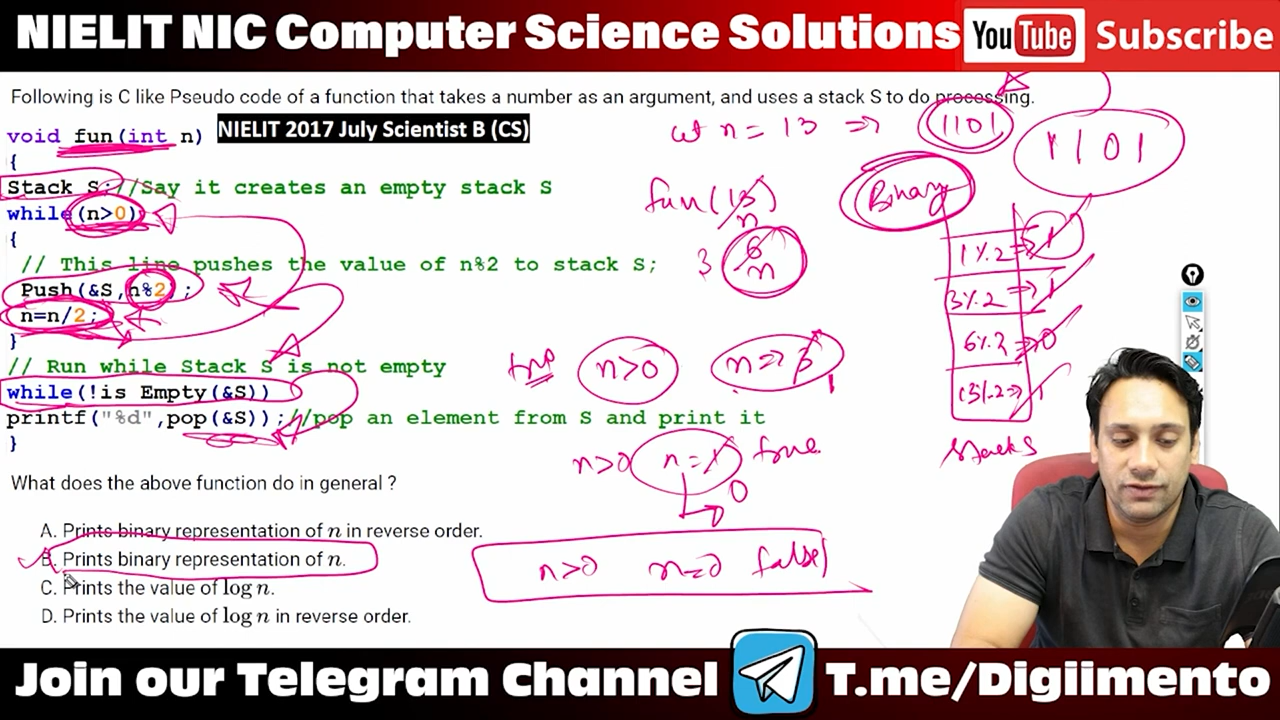 NIELIT NIC Computer Science Solutions
YouTube Subscribe
Following is C like Pseudo code of a function that takes a number as an argument, and uses a stack S to do processing.
void fun(int n) NIELIT 2017 July Scientist B (CS)
{
Stack S;//Say it creates an empty stack S
while(n>0)
{
// This line pushes the value of n%2 to stack S;
Push(&S,n%2);
n=n/2;
}
// Run while Stack S is not empty
while(!is Empty(&S))
printf("%d",pop(&S));//pop an element from S and print it
}
What does the above function do in general ?
A. Prints binary representation of n in reverse order.
B. Prints binary representation of n.
C. Prints the value of log n.
D. Prints the value of log n in reverse order.
let n = 13 => 1101
1101
Binary
fun(13)
n
3 6
n
1%2=>1
3%2=>1
6%2=>0
13%2=>1
n>0 n=>3
1
n>0 n=1 true
0
n>0 n=0 false
Join our Telegram Channel T.me/Digiimento